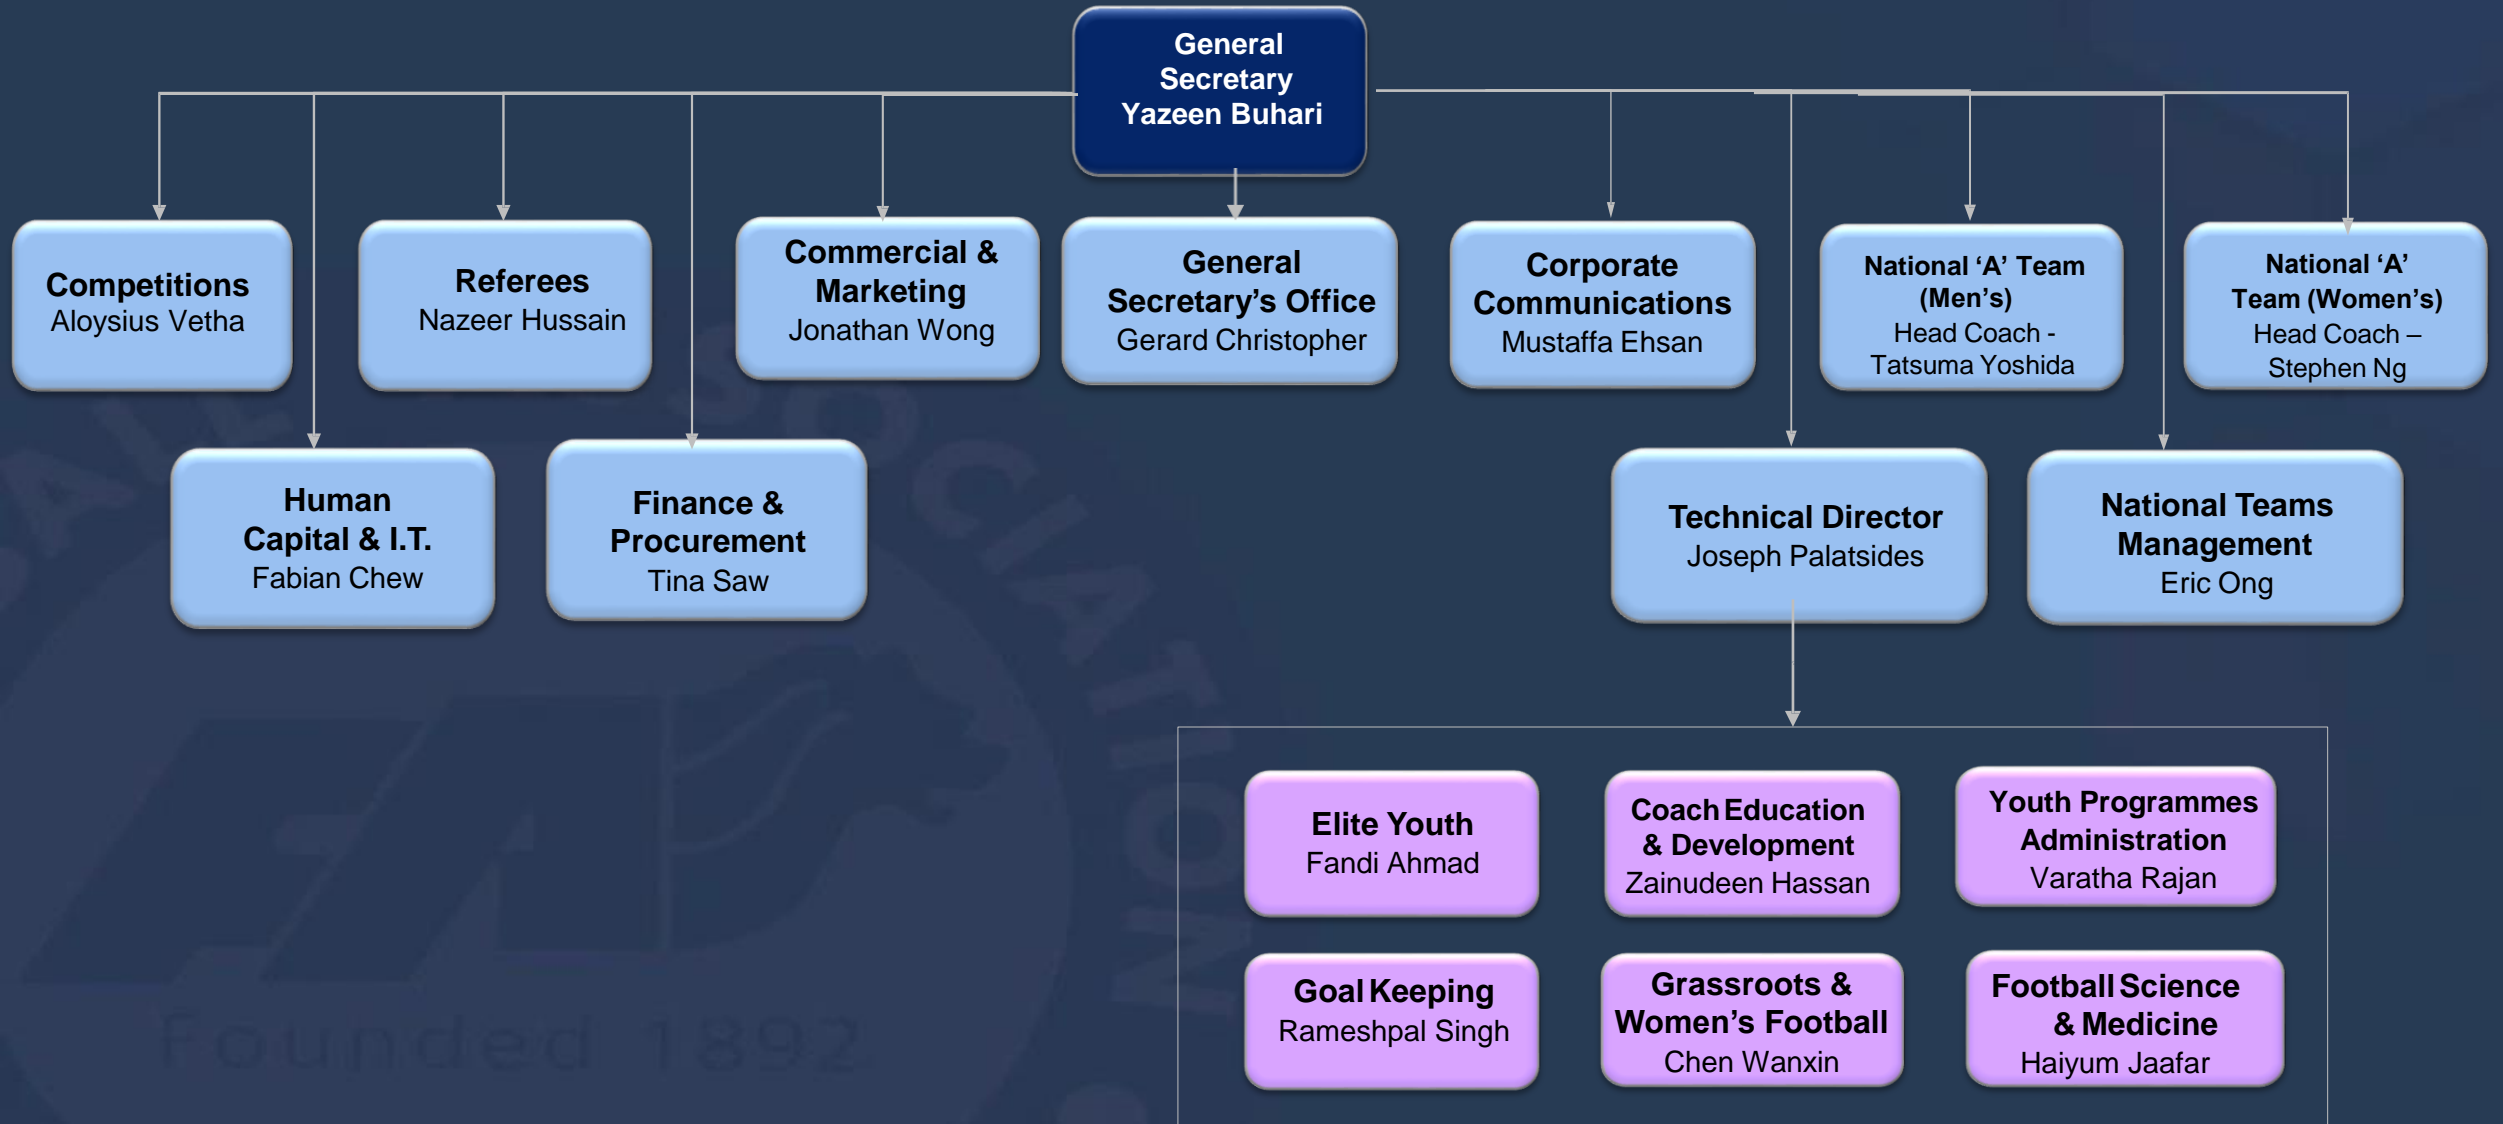 General
Secretary
Yazeen Buhari
Competitions
Aloysius Vetha
Referees
Nazeer Hussain
Commercial &
Marketing
Jonathan Wong
General
Secretary’s Office
Gerard Christopher
Corporate
Communications
Mustaffa Ehsan
National ‘A’ Team
(Men’s)
Head Coach -
Tatsuma Yoshida
National ‘A’
Team (Women’s)
Head Coach –
Stephen Ng
Human
Capital & I.T.
Fabian Chew
Finance &
Procurement
Tina Saw
Technical Director
Joseph Palatsides
National Teams
Management
Eric Ong
Elite Youth
Fandi Ahmad
Coach Education
& Development
Zainudeen Hassan
Youth Programmes
Administration
Varatha Rajan
Goal Keeping
Rameshpal Singh
Grassroots &
Women’s Football
Chen Wanxin
Football Science
& Medicine
Haiyum Jaafar
ASSOCIATION
Founded 1892